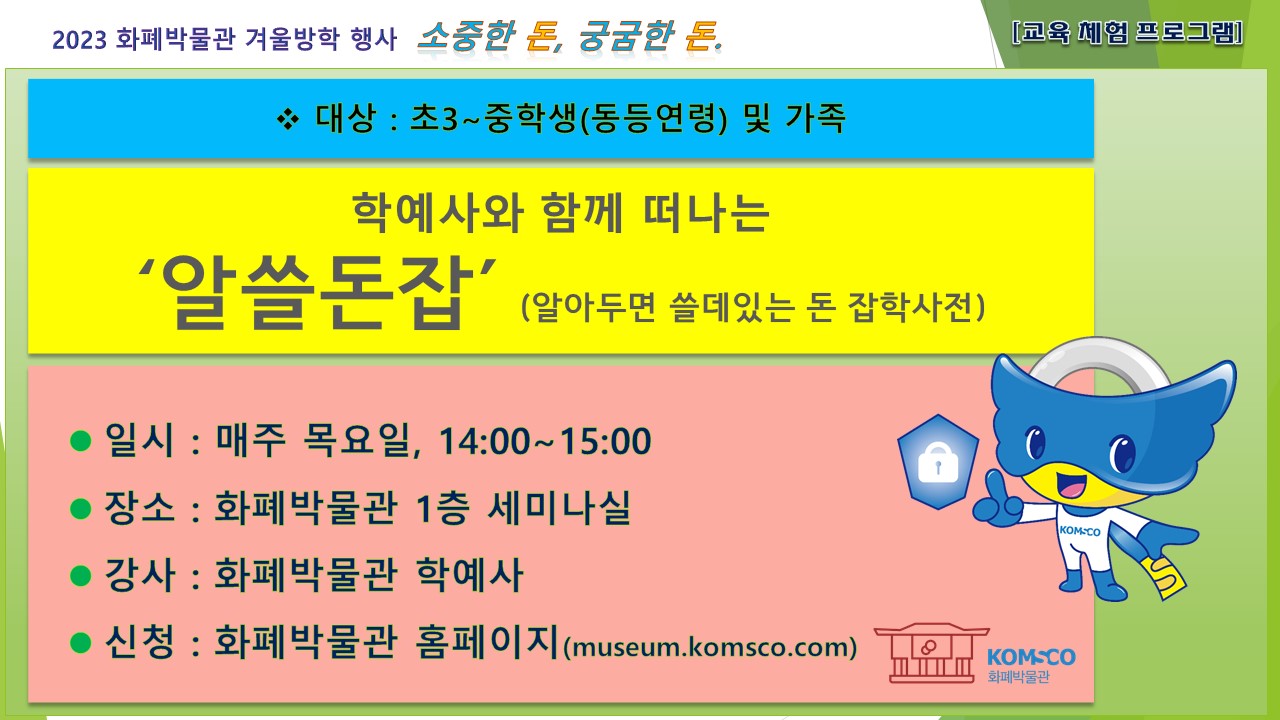 2023 화폐박물관 겨울방학 행사 소중한 돈, 궁굼한 돈.
[교육 체험 프로그램]
❖ 대상 : 초3~중학생(동등연령) 및 가족
학예사와 함께 떠나는
‘알쓸돈잡’ (알아두면 쓸데있는 돈 잡학사전)
● 일시 : 매주 목요일, 14:00~15:00
● 장소 : 화폐박물관 1층 세미나실
● 강사 : 화폐박물관 학예사
● 신청 : 화폐박물관 홈페이지(museum.komsco.com)
KOMSCO
KOMSCO
화폐박물관